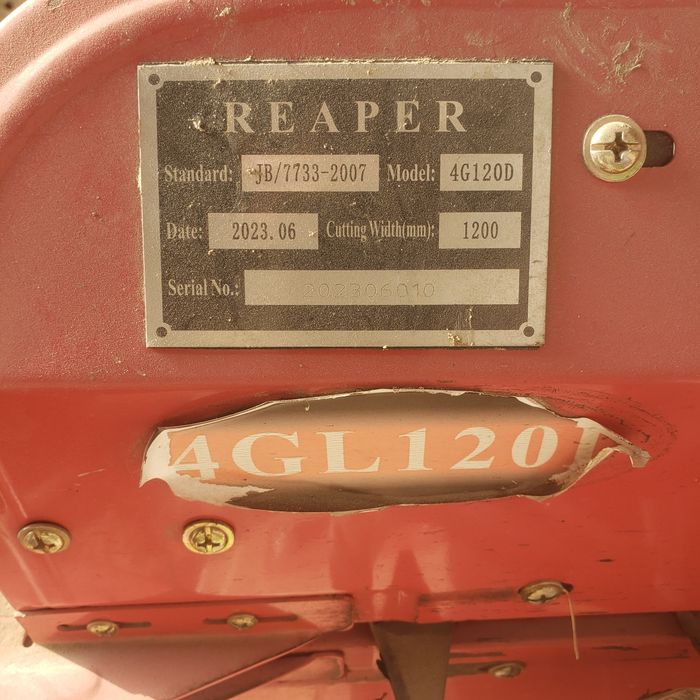 REAPER
Standard: JB/7733-2007 Model: 4G120D
Date: 2023.06 Cutting Width(mm): 1200
Serial No.: 202306010
4GL120